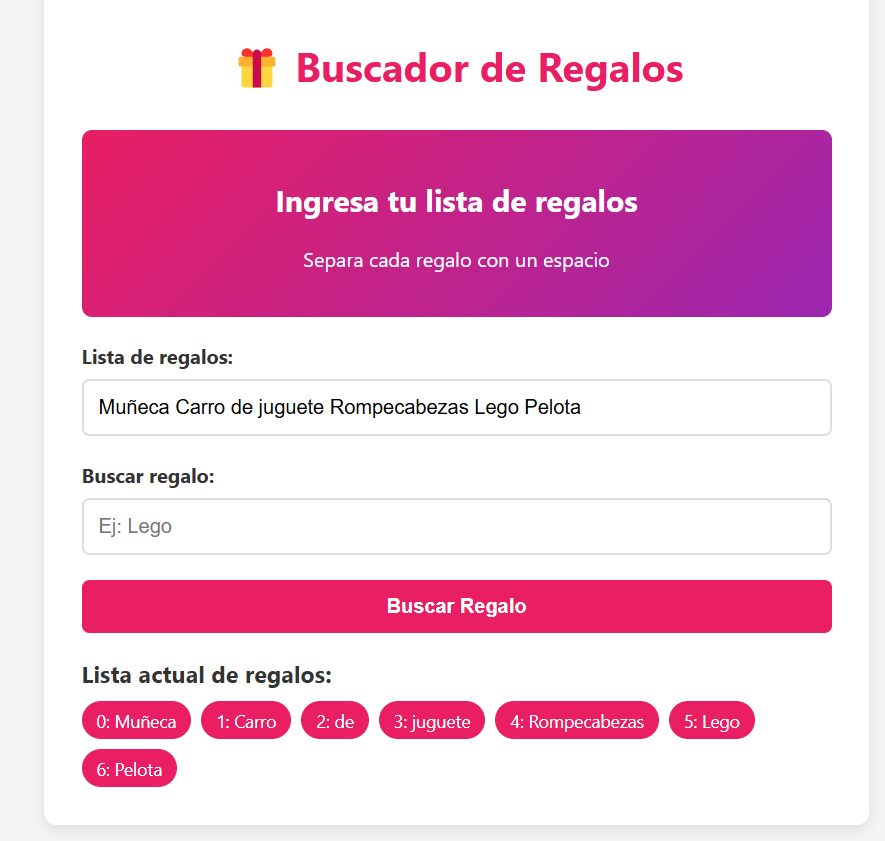 Buscador de Regalos
Ingresa tu lista de regalos
Separa cada regalo con un espacio
Lista de regalos:
Muñeca Carro de juguete Rompecabezas Lego Pelota
Buscar regalo:
Ej: Lego
Buscar Regalo
Lista actual de regalos:
0: Muñeca 1: Carro 2: de 3: juguete 4: Rompecabezas 5: Lego
6: Pelota